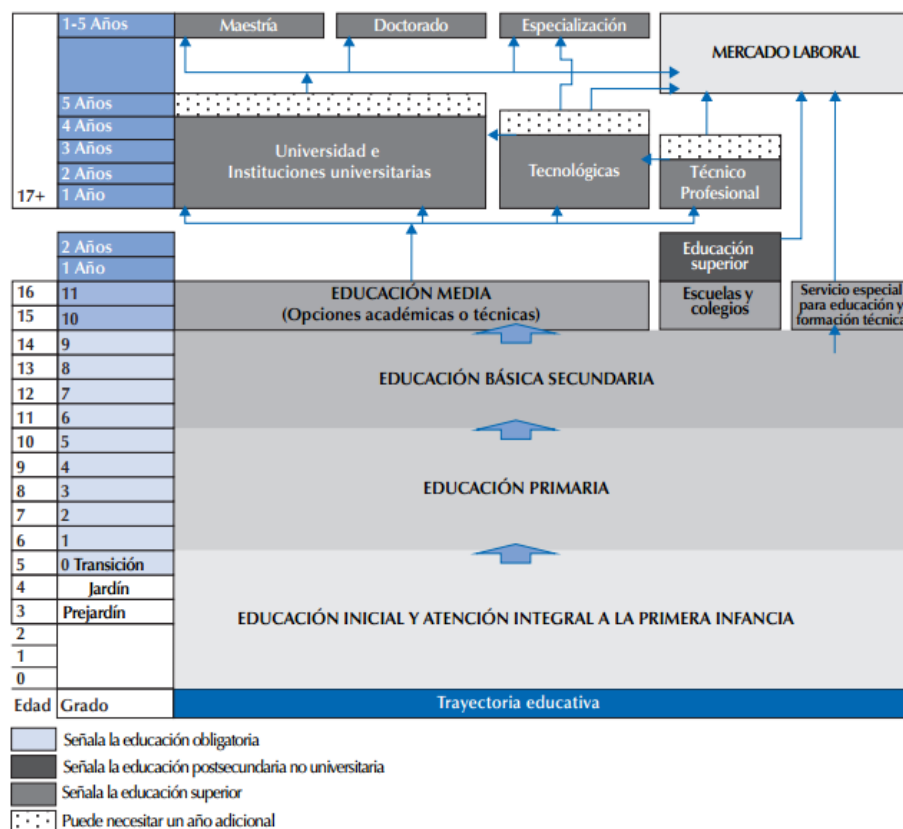 1-5 Años
Maestría
Doctorado
Especialización
MERCADO LABORAL
5 Años
4 Años
3 Años
2 Años
1 Año
17+
Universidad e
Instituciones universitarias
Tecnológicas
Técnico
Profesional
2 Años
1 Año
Educación
superior
16
11
EDUCACIÓN MEDIA
(Opciones académicas o técnicas)
Escuelas y
colegios
Servicio especial
para educación y
formación técnica
15
10
14
9
13
8
EDUCACIÓN BÁSICA SECUNDARIA
12
7
11
6
10
5
9
4
8
3
EDUCACIÓN PRIMARIA
7
2
6
1
5
0 Transición
4
Jardín
3
Prejardín
EDUCACIÓN INICIAL Y ATENCIÓN INTEGRAL A LA PRIMERA INFANCIA
2
1
0
Edad
Grado
Trayectoria educativa
Señala la educación obligatoria
Señala la educación postsecundaria no universitaria
Señala la educación superior
Puede necesitar un año adicional